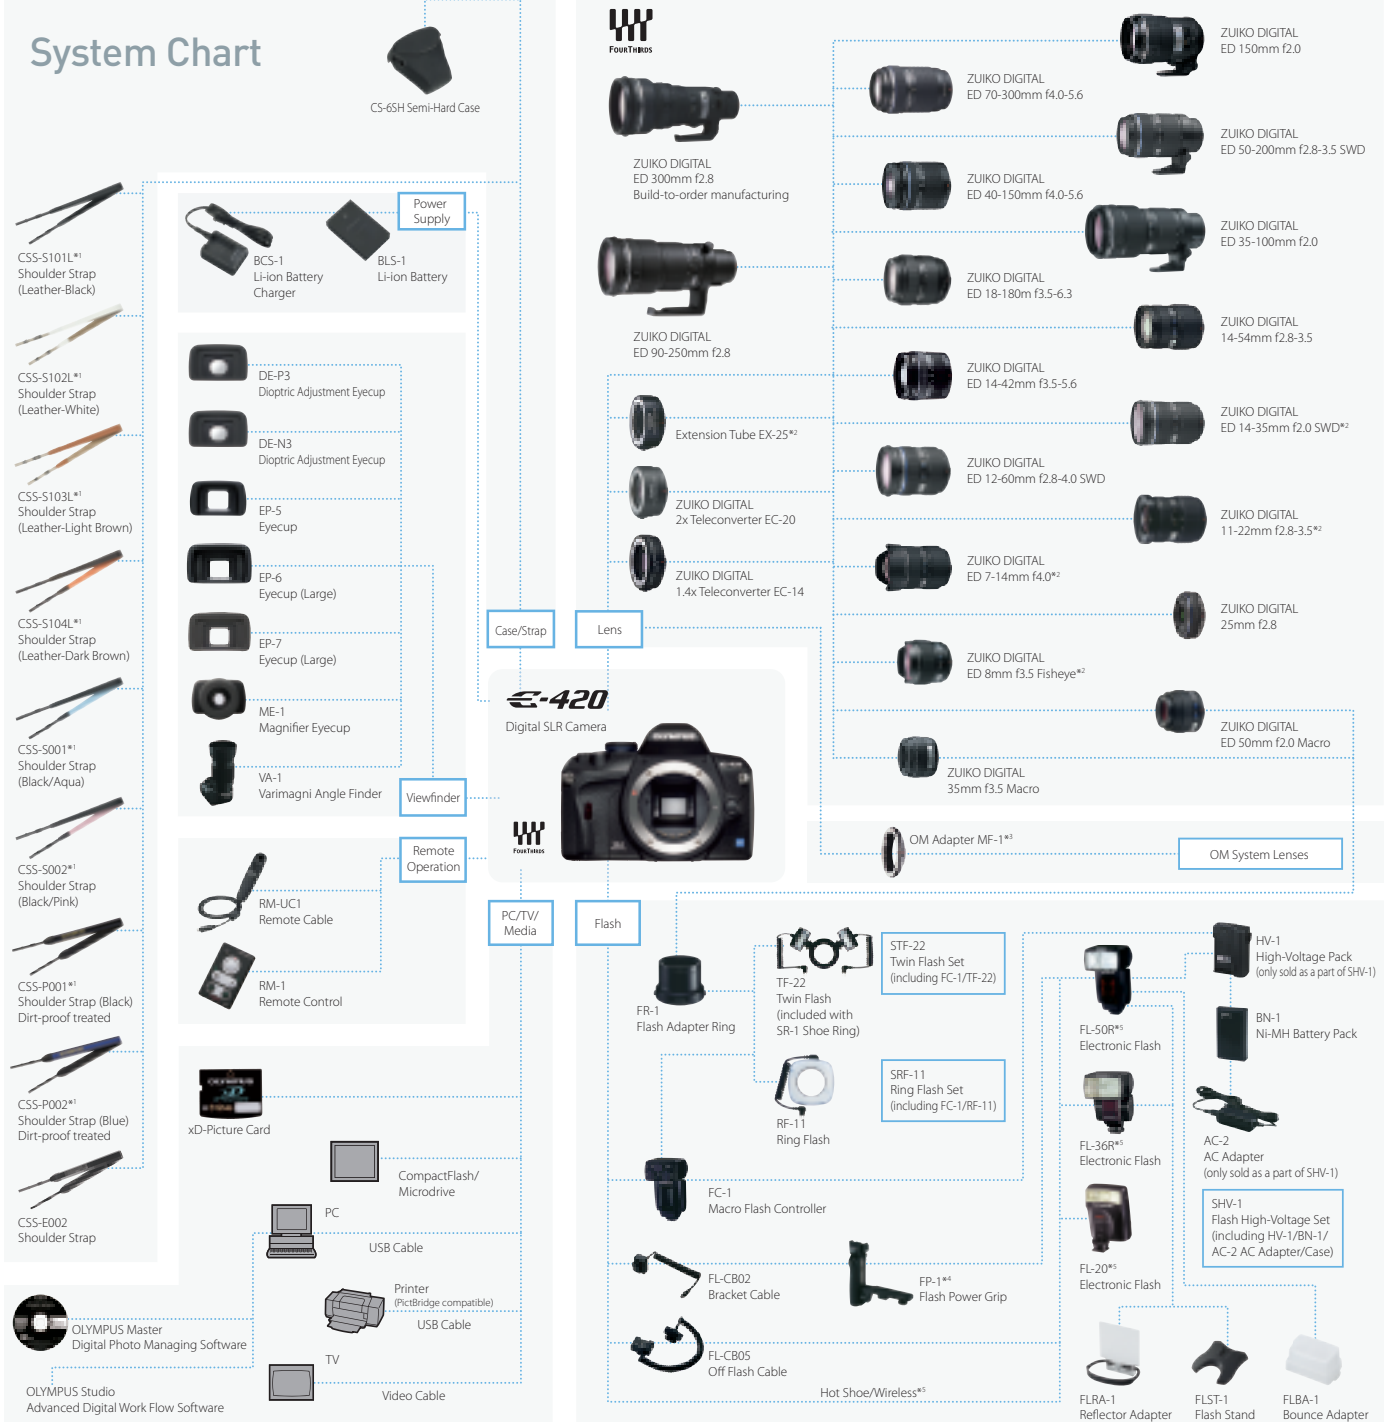 System Chart
CS-6SH Semi-Hard Case
CSS-S101L*1
Shoulder Strap
(Leather-Black)
CSS-S102L*1
Shoulder Strap
(Leather-White)
CSS-S103L*1
Shoulder Strap
(Leather-Light Brown)
CSS-S104L*1
Shoulder Strap
(Leather-Dark Brown)
CSS-S001*1
Shoulder Strap
(Black/Aqua)
CSS-S002*1
Shoulder Strap
(Black/Pink)
CSS-P001*1
Shoulder Strap (Black)
Dirt-proof treated
CSS-P002*1
Shoulder Strap (Blue)
Dirt-proof treated
CSS-E002
Shoulder Strap
Power
Supply
BCS-1
Li-ion Battery
Charger
BLS-1
Li-ion Battery
DE-P3
Dioptric Adjustment Eyecup
DE-N3
Dioptric Adjustment Eyecup
EP-5
Eyecup
EP-6
Eyecup (Large)
EP-7
Eyecup (Large)
ME-1
Magnifier Eyecup
VA-1
Varimagni Angle Finder
Viewfinder
Remote
Operation
RM-UC1
Remote Cable
RM-1
Remote Control
Case/Strap
Lens
E-420
Digital SLR Camera
OLYMPUS
FourThirds
PC/TV/
Media
Flash
xD-Picture Card
CompactFlash/
Microdrive
PC
USB Cable
Printer
(PictBridge compatible)
USB Cable
TV
Video Cable
OLYMPUS Master
Digital Photo Managing Software
OLYMPUS Studio
Advanced Digital Work Flow Software
FourThirds
ZUIKO DIGITAL
ED 300mm f2.8
Build-to-order manufacturing
ZUIKO DIGITAL
ED 90-250mm f2.8
Extension Tube EX-25*2
ZUIKO DIGITAL
2x Teleconverter EC-20
ZUIKO DIGITAL
1.4x Teleconverter EC-14
ZUIKO DIGITAL
ED 150mm f2.0
ZUIKO DIGITAL
ED 70-300mm f4.0-5.6
ZUIKO DIGITAL
ED 50-200mm f2.8-3.5 SWD
ZUIKO DIGITAL
ED 40-150mm f4.0-5.6
ZUIKO DIGITAL
ED 35-100mm f2.0
ZUIKO DIGITAL
ED 18-180m f3.5-6.3
ZUIKO DIGITAL
14-54mm f2.8-3.5
ZUIKO DIGITAL
ED 14-42mm f3.5-5.6
ZUIKO DIGITAL
ED 14-35mm f2.0 SWD*2
ZUIKO DIGITAL
ED 12-60mm f2.8-4.0 SWD
ZUIKO DIGITAL
11-22mm f2.8-3.5*2
ZUIKO DIGITAL
ED 7-14mm f4.0*2
ZUIKO DIGITAL
25mm f2.8
ZUIKO DIGITAL
ED 8mm f3.5 Fisheye*2
ZUIKO DIGITAL
ED 50mm f2.0 Macro
ZUIKO DIGITAL
35mm f3.5 Macro
OM Adapter MF-1*3
OM System Lenses
FR-1
Flash Adapter Ring
TF-22
Twin Flash
(included with
SR-1 Shoe Ring)
STF-22
Twin Flash Set
(including FC-1/TF-22)
RF-11
Ring Flash
SRF-11
Ring Flash Set
(including FC-1/RF-11)
FC-1
Macro Flash Controller
FL-CB02
Bracket Cable
FP-1*4
Flash Power Grip
FL-CB05
Off Flash Cable
Hot Shoe/Wireless*5
FL-50R*5
Electronic Flash
FL-36R*5
Electronic Flash
FL-20*5
Electronic Flash
HV-1
High-Voltage Pack
(only sold as a part of SHV-1)
BN-1
Ni-MH Battery Pack
AC-2
AC Adapter
(only sold as a part of SHV-1)
SHV-1
Flash High-Voltage Set
(including HV-1/BN-1/
AC-2 AC Adapter/Case)
FLRA-1
Reflector Adapter
FLST-1
Flash Stand
FLBA-1
Bounce Adapter